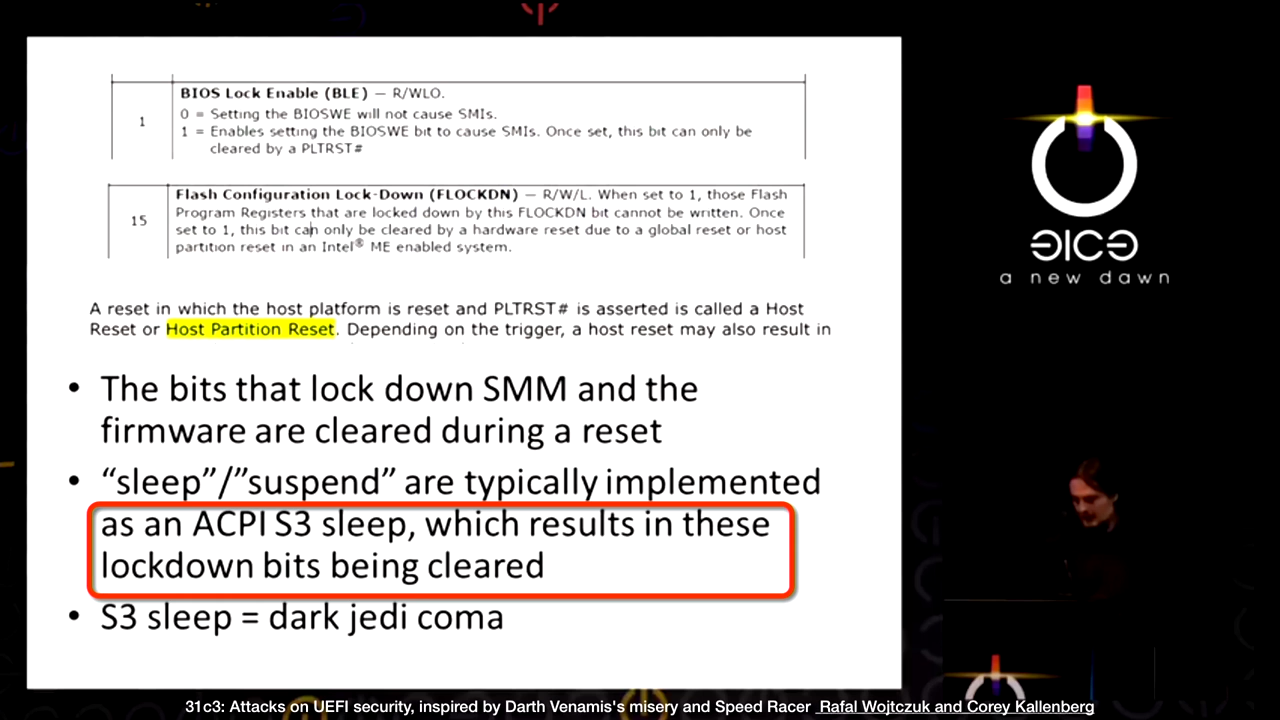 BIOS Lock Enable (BLE) — R/WLO.
0 = Setting the BIOSWE will not cause SMIs.
1
1 = Enables setting the BIOSWE bit to cause SMIs. Once set, this bit can only be
cleared by a PLTRST#
Flash Configuration Lock-Down (FLOCKDN) — R/W/L. When set to 1, those Flash
Program Registers that are locked down by this FLOCKDN bit cannot be written. Once
15
set to 1, this bit can only be cleared by a hardware reset due to a global reset or host
partition reset in an Intel® ME enabled system.
A reset in which the host platform is reset and PLTRST# is asserted is called a Host
Reset or Host Partition Reset. Depending on the trigger, a host reset may also result in
• The bits that lock down SMM and the
firmware are cleared during a reset
• “sleep”/”suspend” are typically implemented
as an ACPI S3 sleep, which results in these
lockdown bits being cleared
• S3 sleep = dark jedi coma
a new dawn
31c3: Attacks on UEFI security, inspired by Darth Venamis's misery and Speed Racer Rafal Wojtczuk and Corey Kallenberg